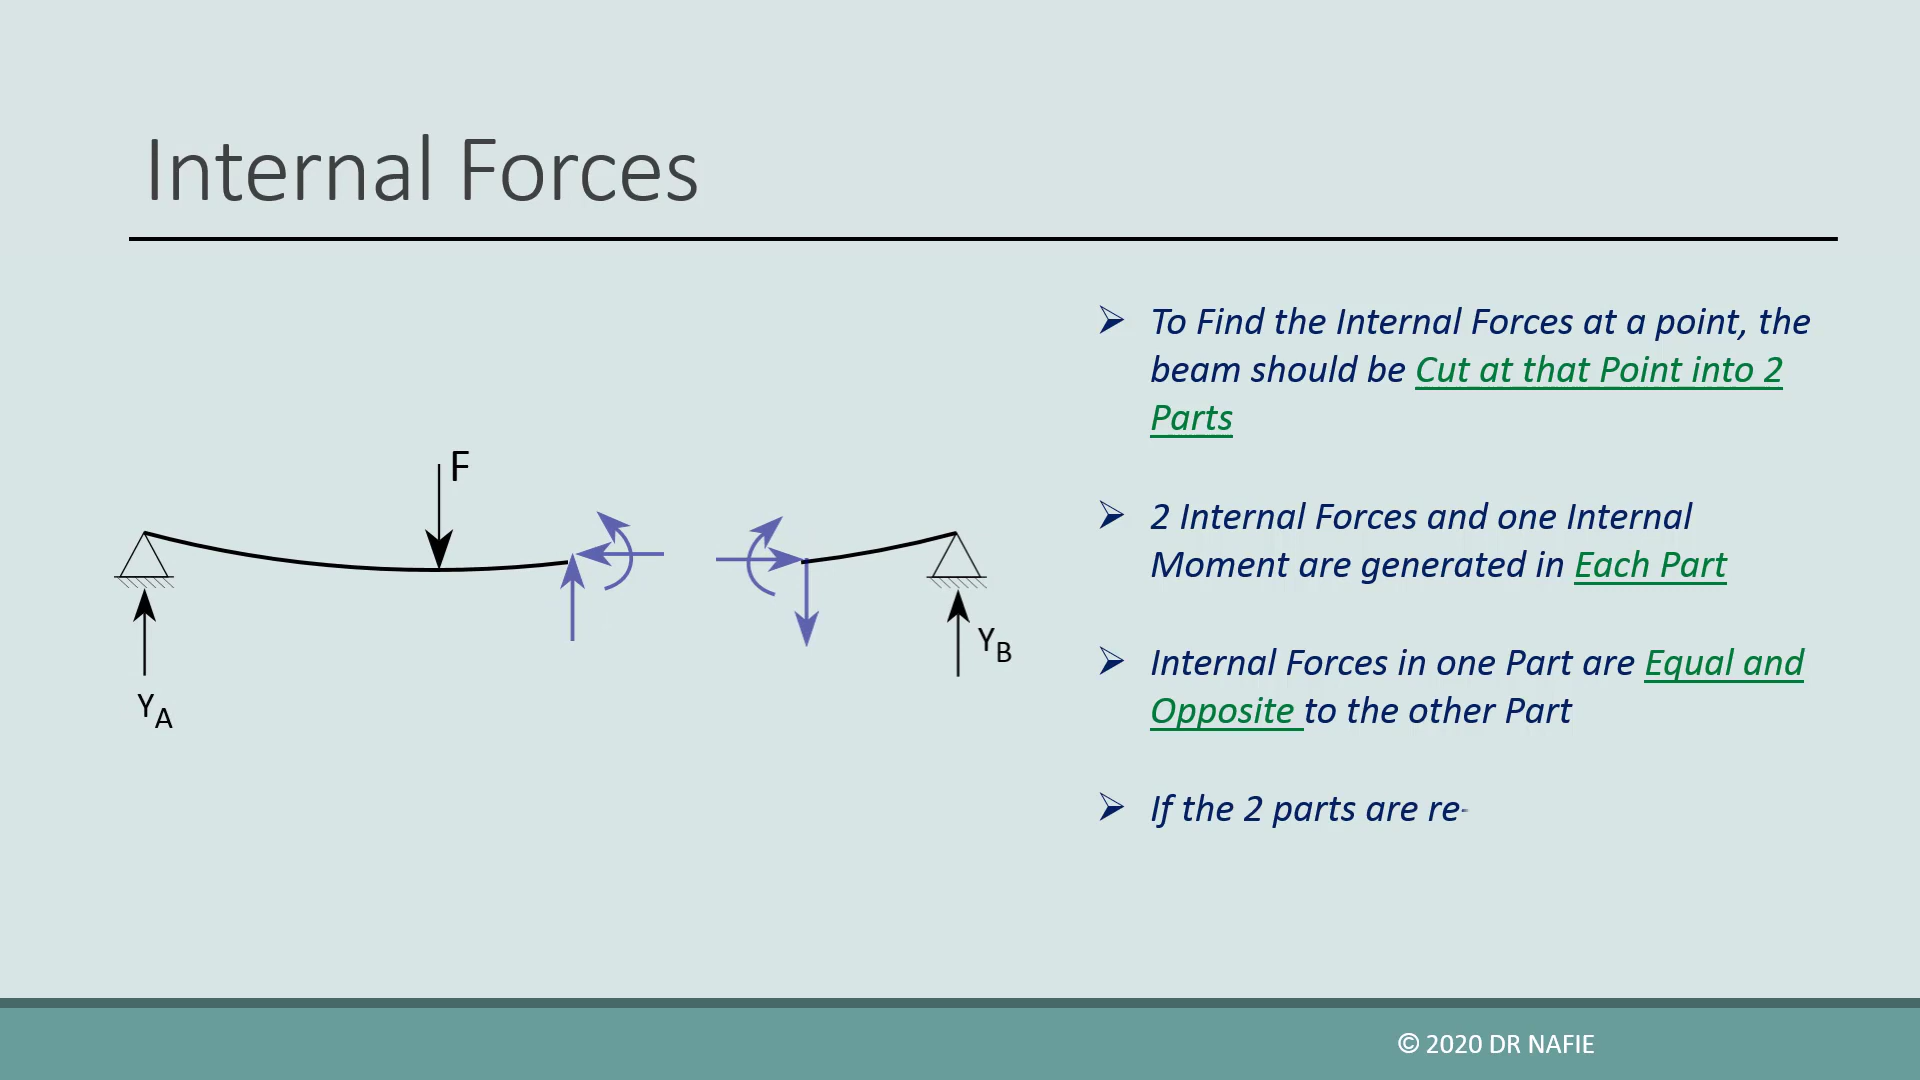 Internal Forces
To Find the Internal Forces at a point, the
beam should be Cut at that Point into 2
Parts
F
2 Internal Forces and one Internal
Moment are generated in Each Part
Y_B
Internal Forces in one Part are Equal and
Opposite to the other Part
Y_A
If the 2 parts are re-
© 2020 DR NAFIE